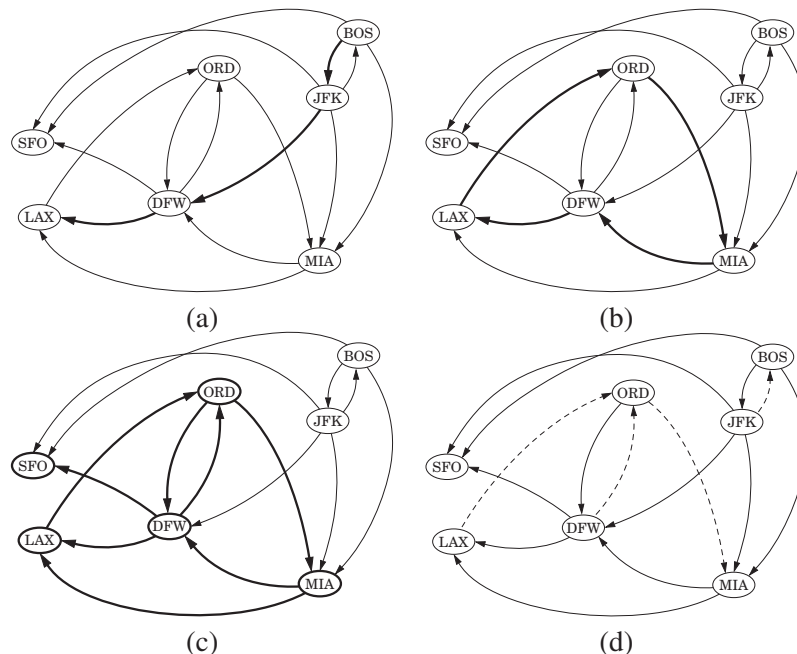 BOS
ORD
JFK
SFO
DFW
LAX
MIA
(a)
BOS
ORD
JFK
SFO
DFW
LAX
MIA
(b)
BOS
ORD
JFK
SFO
DFW
LAX
MIA
(c)
BOS
ORD
JFK
SFO
DFW
LAX
MIA
(d)